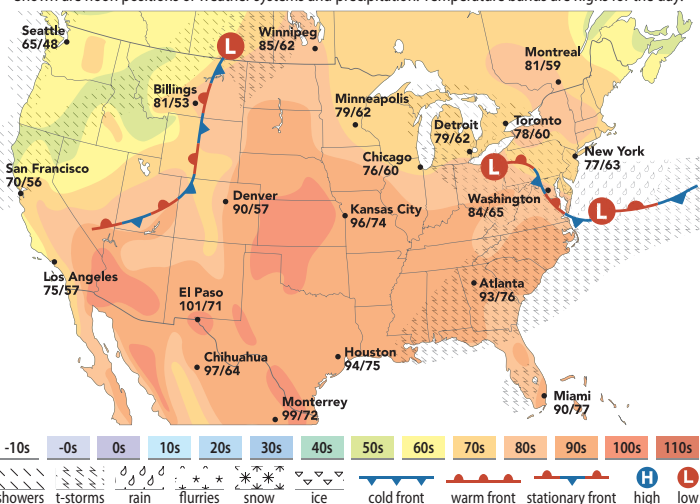 Shown are noon positions of weather systems and precipitation. Temperature bands are highs for the day.
Seattle
65/48
L
Winnipeg
85/62
Montreal
81/59
Billings
81/53
Minneapolis
79/62
Detroit
79/62
Toronto
78/60
New York
77/63
Chicago
76/60
L
San Francisco
70/56
Denver
90/57
Kansas City
96/74
Washington
84/65
L
Los Angeles
75/57
El Paso
101/71
Atlanta
93/76
Chihuahua
97/64
Houston
94/75
Monterrey
99/72
Miami
90/77
-10s -0s 0s 10s 20s 30s 40s 50s 60s 70s 80s 90s 100s 110s
H L
showers t-storms rain flurries snow ice cold front warm front stationary front high low